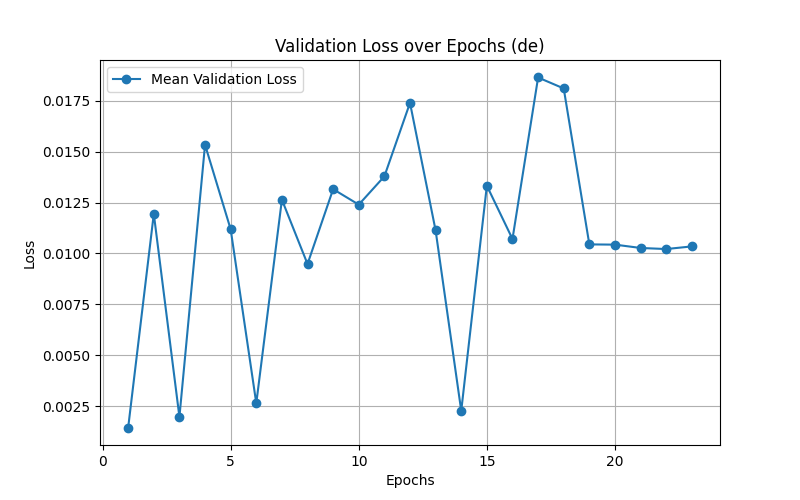 Validation Loss over Epochs (de)
Mean Validation Loss
0.0175
0.0150
0.0125
0.0100
0.0075
0.0050
0.0025
Loss
0 5 10 15 20
Epochs